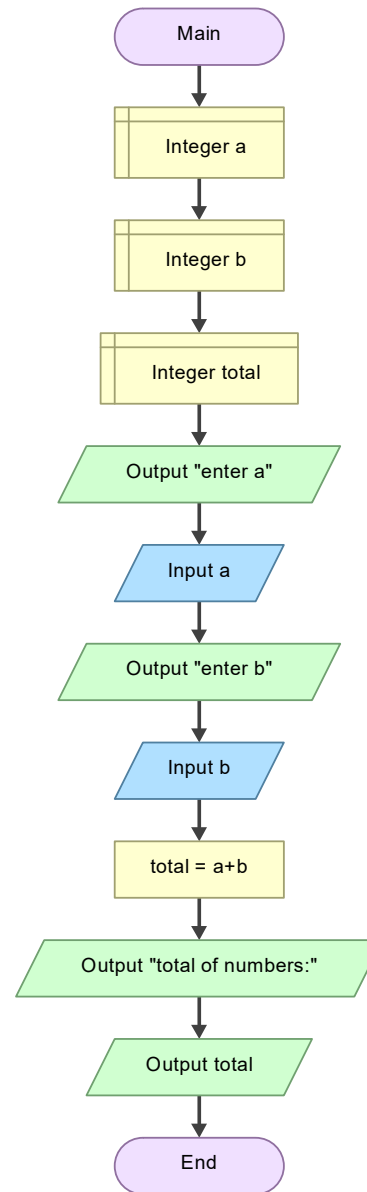 Main
Integer a
Integer b
Integer total
Output "enter a"
Input a
Output "enter b"
Input b
total = a+b
Output "total of numbers:"
Output total
End